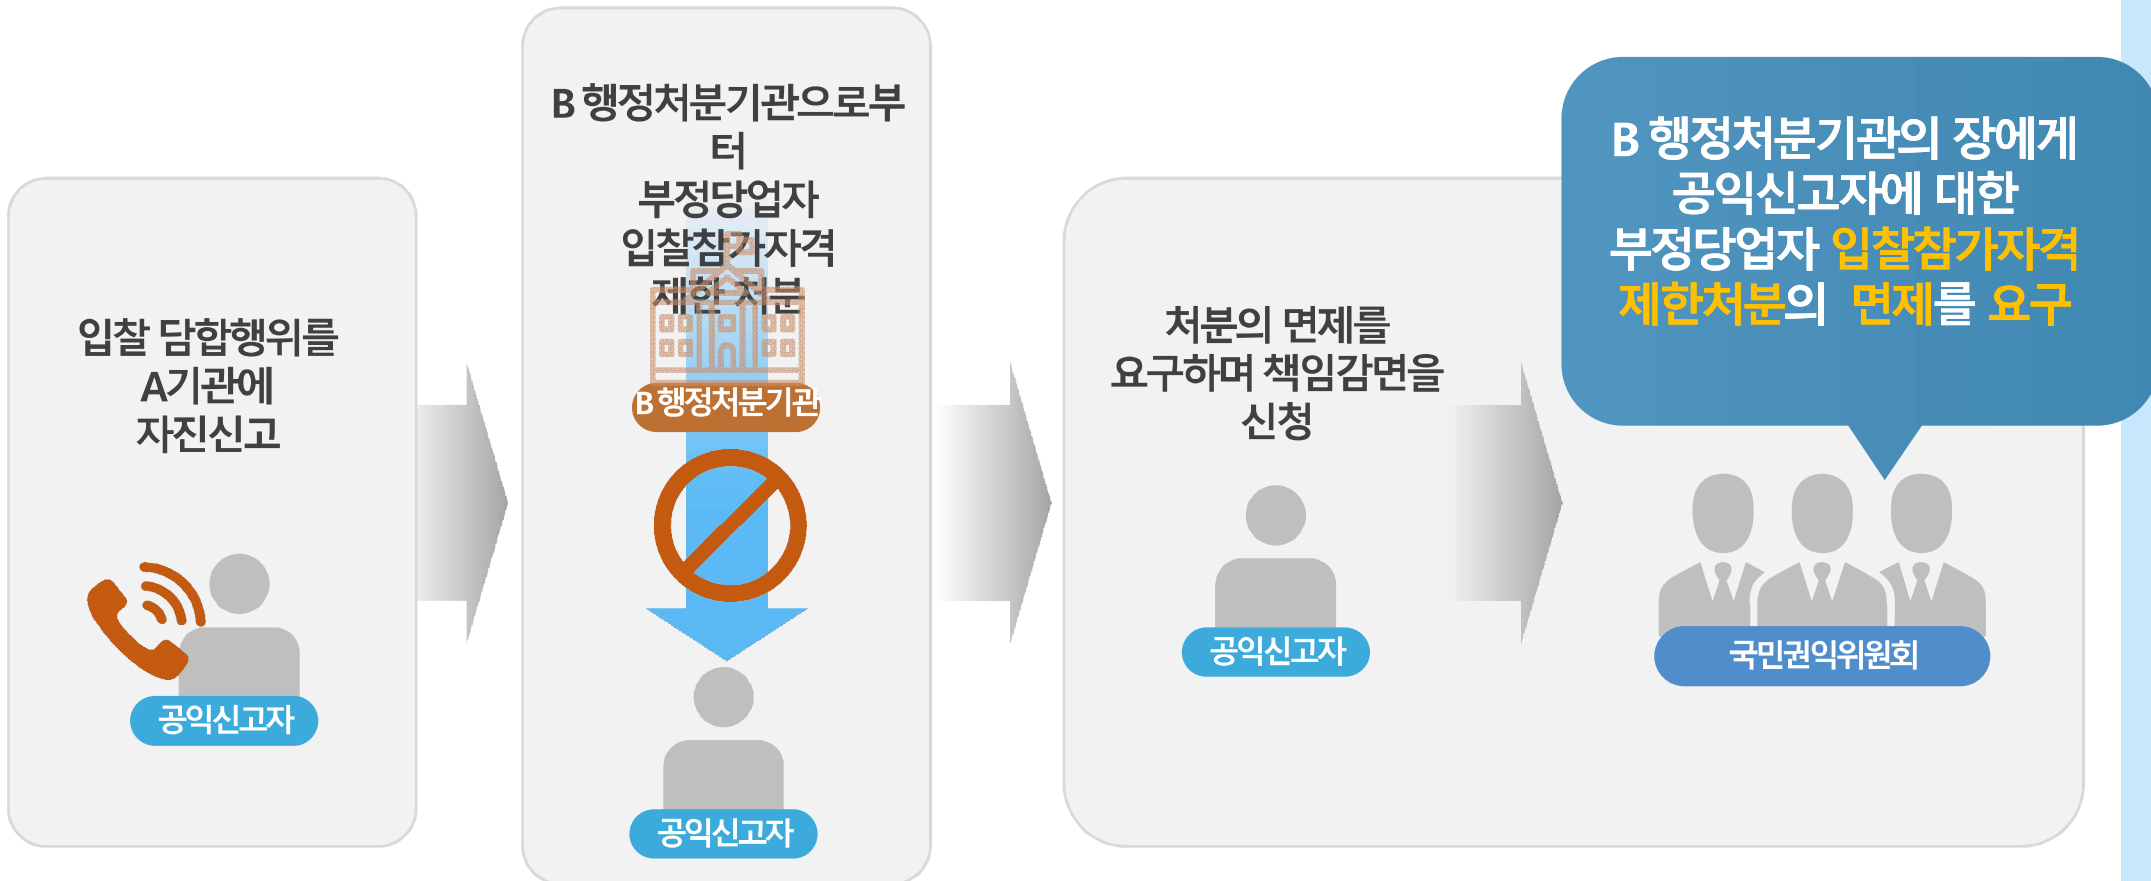 입찰 담합행위를
A기관에
자진신고
공익신고자
B 행정처분기관으로부
터
부정당업자
입찰참가자격
제한 처분
B 행정처분기관
공익신고자
처분의 면제를
요구하며 책임감면을
신청
공익신고자
B 행정처분기관의 장에게
공익신고자에 대한
부정당업자 입찰참가자격
제한처분의 면제를 요구
국민권익위원회